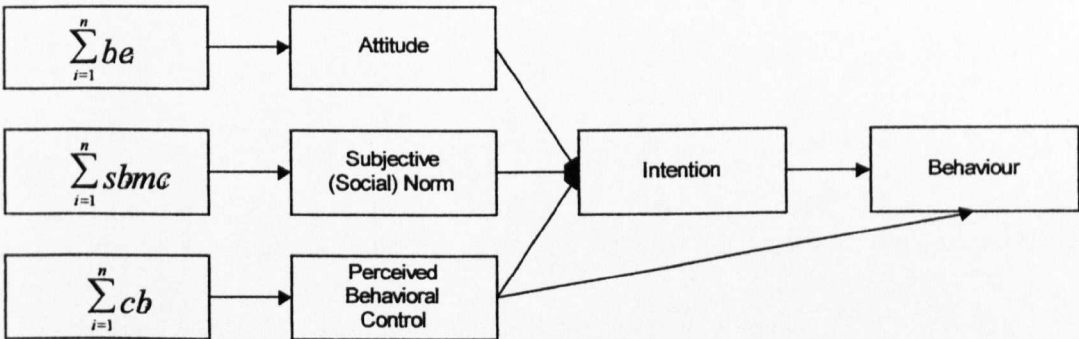 n
∑be
i=1
Attitude
n
∑sbmc
i=1
Subjective
(Social) Norm
Intention
Behaviour
n
∑cb
i=1
Perceived
Behavioral
Control